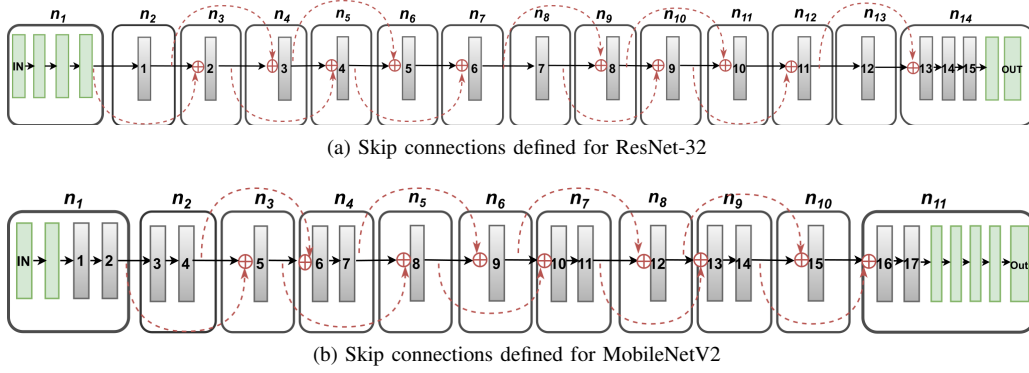 n1 n2 n3 n4 n5 n6 n7 n8 n9 n10 n11 n12 n13 n14
IN 1 2 3 4 5 6 7 8 9 10 11 12 13 14 15 OUT
(a) Skip connections defined for ResNet-32
n1 n2 n3 n4 n5 n6 n7 n8 n9 n10 n11
IN 1 2 3 4 5 6 7 8 9 10 11 12 13 14 15 16 17 Out
(b) Skip connections defined for MobileNetV2